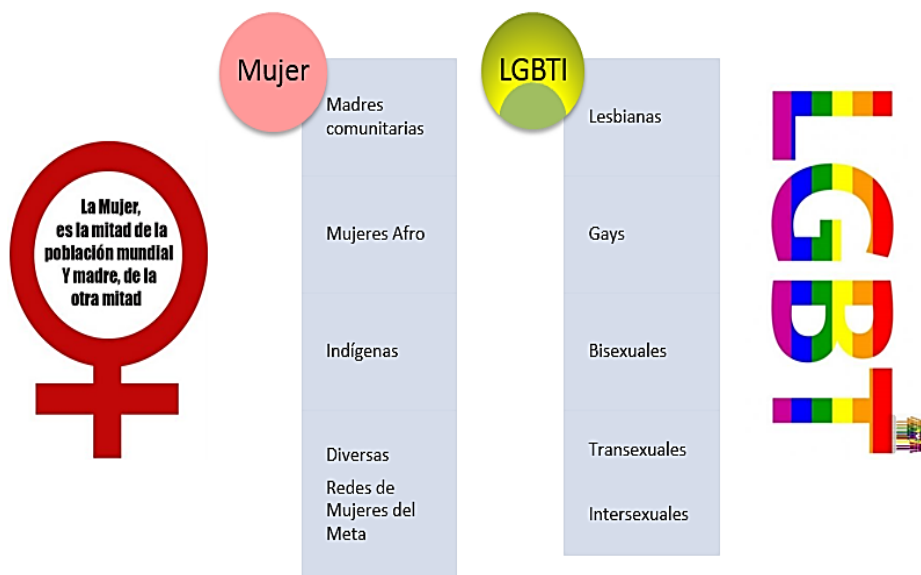 La Mujer,
es la mitad de la
población mundial
Y madre, de la
otra mitad
Mujer
Madres
comunitarias
Mujeres Afro
Indígenas
Diversas
Redes de
Mujeres del
Meta
LGBTI
Lesbianas
Gays
Bisexuales
Transexuales
Intersexuales
LGBT